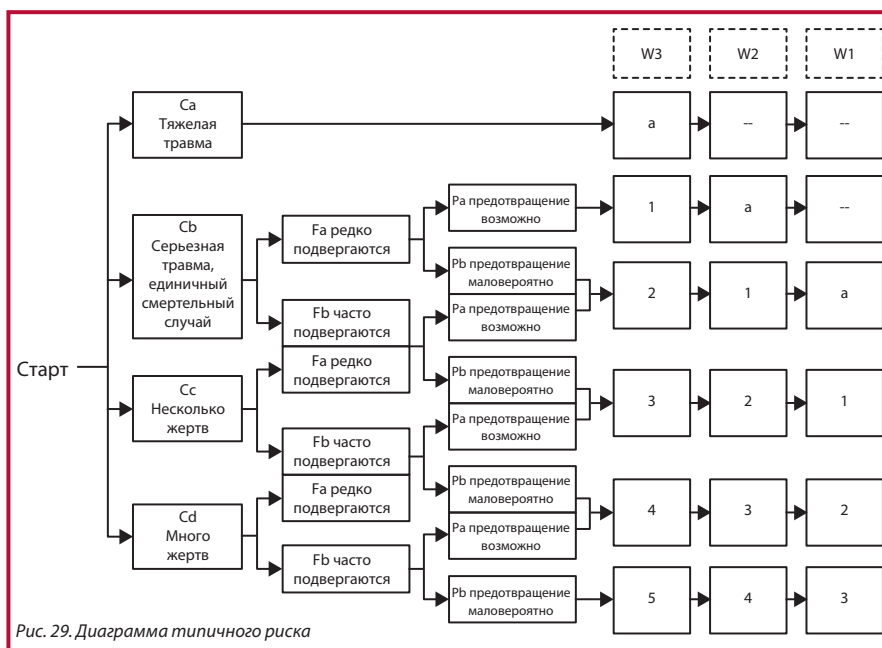 W3
W2
W1
Ca
Тяжелая
травма
a
--
--
Старт
Cb
Серьезная
травма,
единичный
смертельный
случай
Fa редко
подвергаются
Pa предотвращение
возможно
1
a
--
Pb предотвращение
маловероятно
2
1
a
Fb часто
подвергаются
Pa предотвращение
возможно
Cc
Несколько
жертв
Fa редко
подвергаются
Pb предотвращение
маловероятно
3
2
1
Fb часто
подвергаются
Pa предотвращение
возможно
Cd
Много
жертв
Fa редко
подвергаются
Pb предотвращение
маловероятно
4
3
2
Fb часто
подвергаются
Pa предотвращение
возможно
Pb предотвращение
маловероятно
5
4
3
Рис. 29. Диаграмма типичного риска